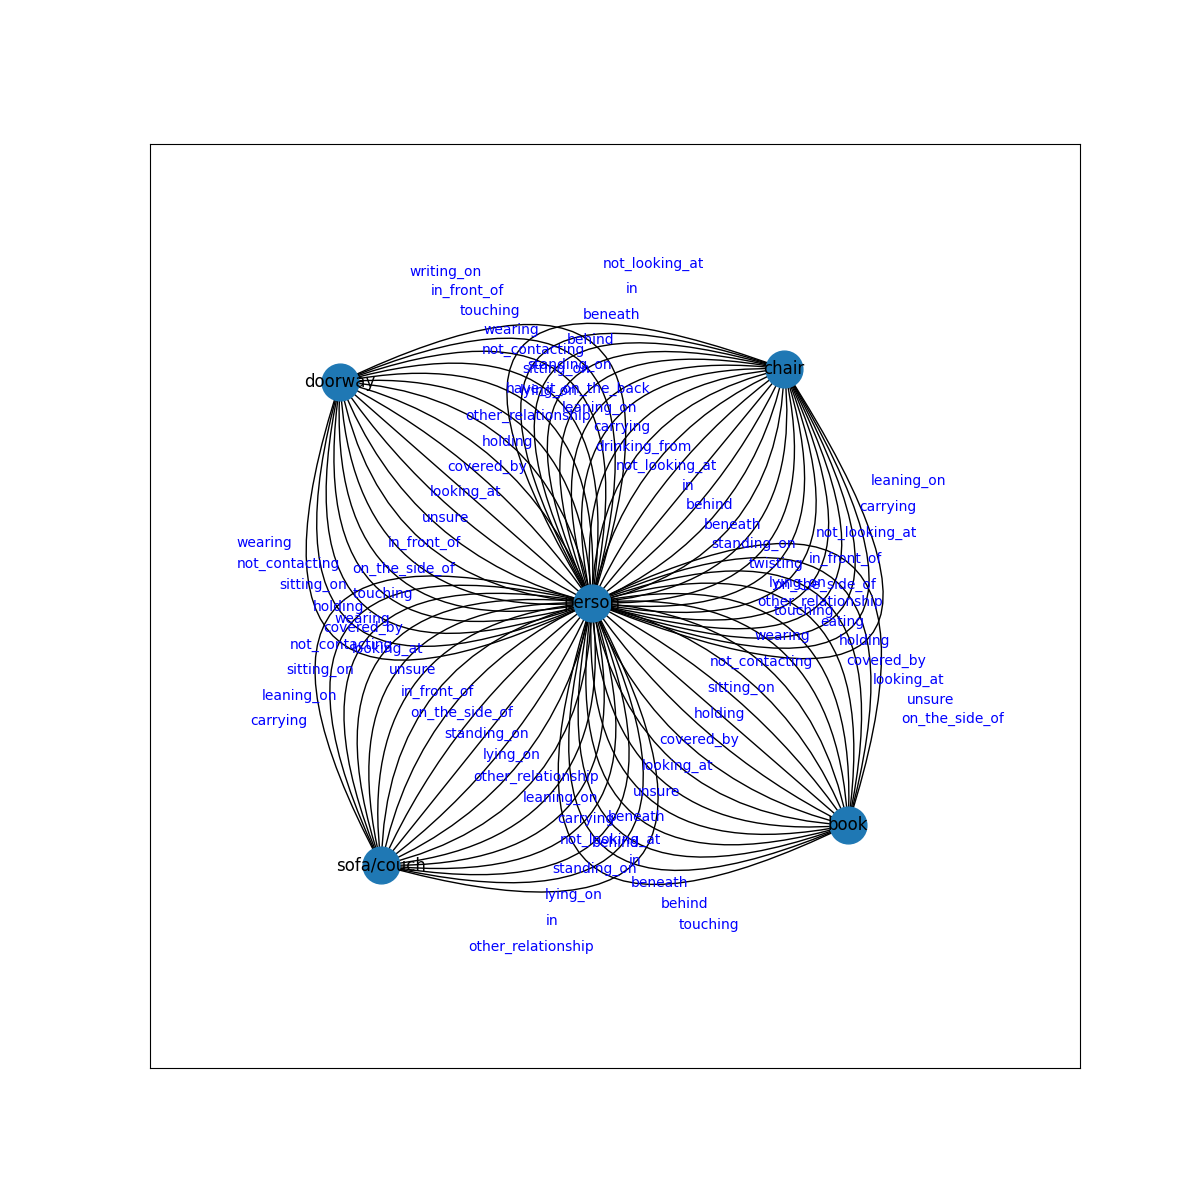 not_looking_at
writing_on
in
in_front_of
touching
beneath
wearing
behind
not_contacting
standing_on
sitting_on
chair
doorway
have_it_on_the_back
lying_on
leaning_on
other_relationship
carrying
holding
drinking_from
covered_by
not_looking_at
leaning_on
in
looking_at
behind
carrying
unsure
beneath
not_looking_at
wearing
in_front_of
standing_on
in_front_of
not_contacting
on_the_side_of
twisting
sitting_on
lying_on
on_the_side_of
touching
holding
person
other_relationship
touching
wearing
eating
covered_by
wearing
holding
not_contacting
looking_at
not_contacting
covered_by
sitting_on
unsure
looking_at
in_front_of
sitting_on
leaning_on
unsure
on_the_side_of
holding
carrying
on_the_side_of
standing_on
covered_by
lying_on
looking_at
other_relationship
unsure
leaning_on
carrying
beneath
book
not_looking_at
behind
in
sofa/couch
standing_on
beneath
lying_on
behind
in
touching
other_relationship